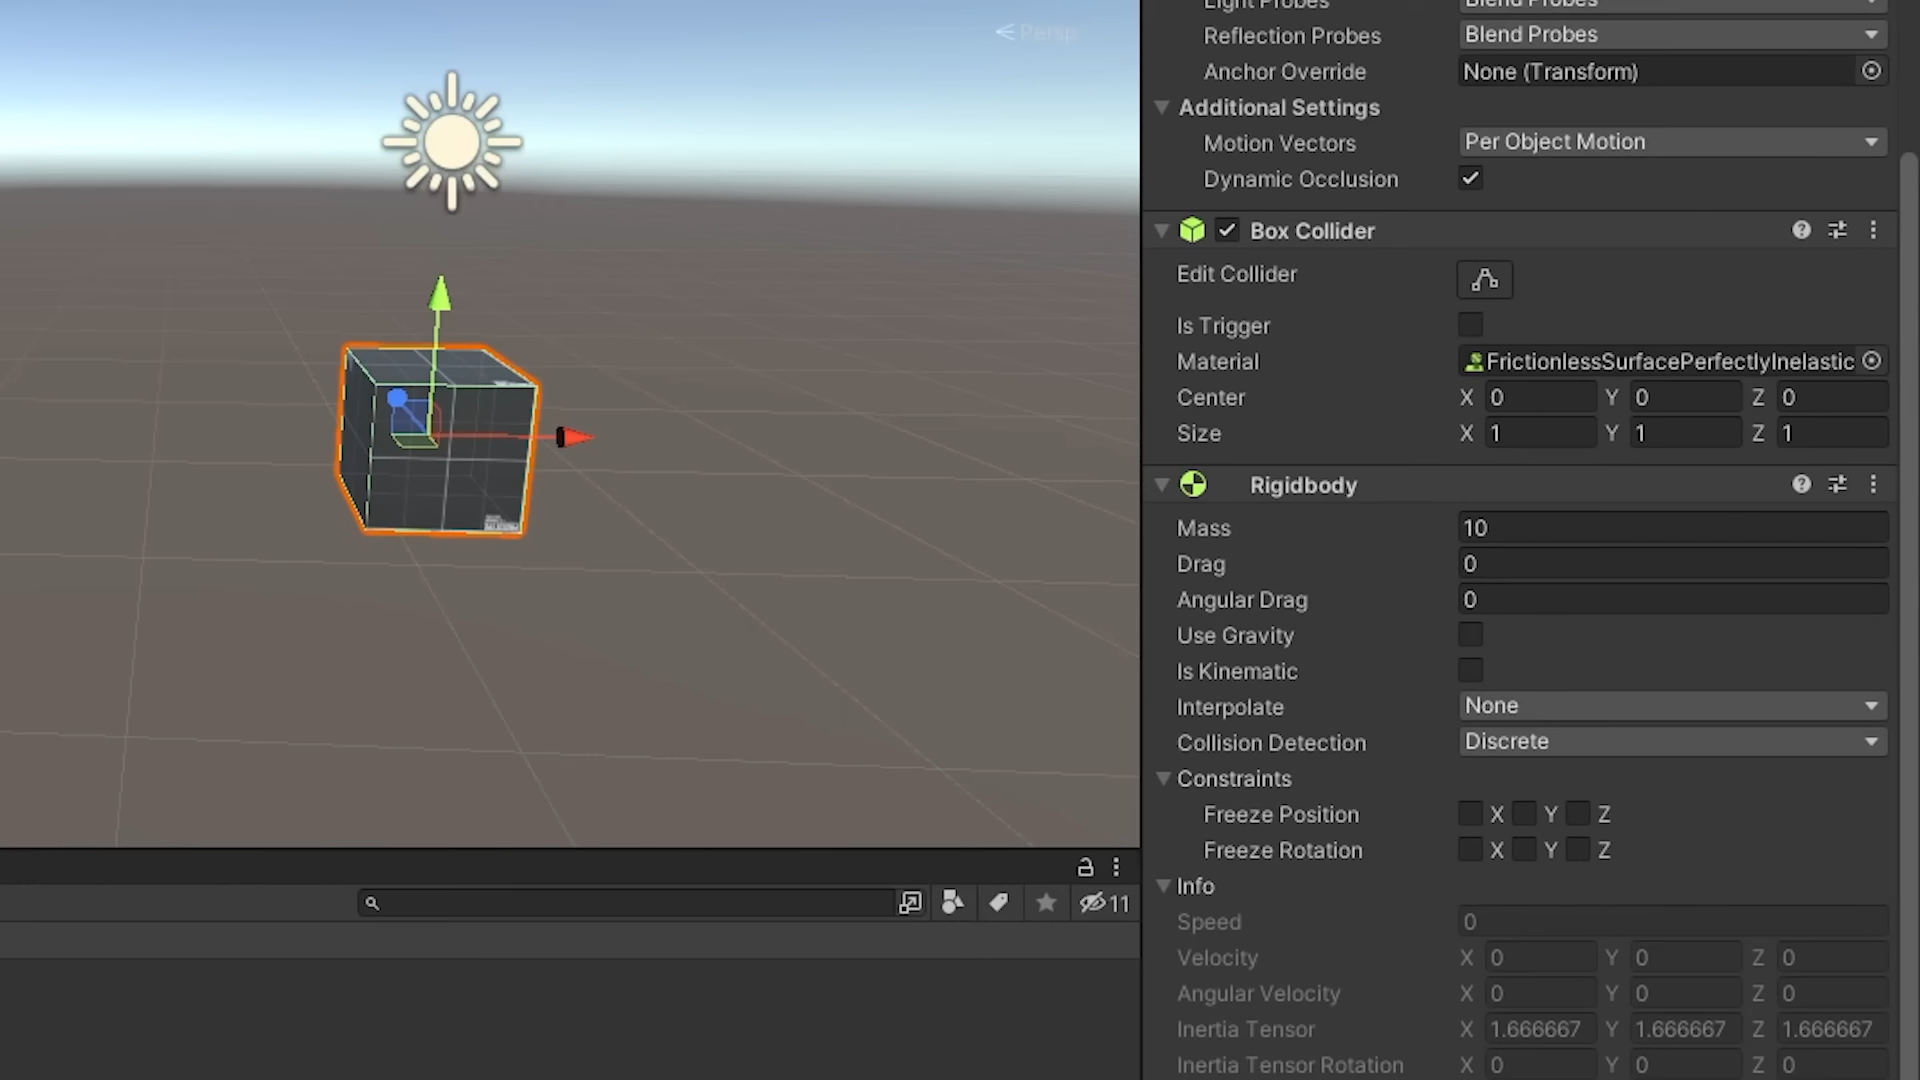 Persp
Light Probes Blend Probes
Reflection Probes Blend Probes
Anchor Override None (Transform)
Additional Settings
Motion Vectors Per Object Motion
Dynamic Occlusion
Box Collider
Edit Collider
Is Trigger
Material FrictionlessSurfacePerfectlyInelastic
Center X 0 Y 0 Z 0
Size X 1 Y 1 Z 1
Rigidbody
Mass 10
Drag 0
Angular Drag 0
Use Gravity
Is Kinematic
Interpolate None
Collision Detection Discrete
Constraints
Freeze Position X Y Z
Freeze Rotation X Y Z
Info
11
Speed 0
Velocity X 0 Y 0 Z 0
Angular Velocity X 0 Y 0 Z 0
Inertia Tensor X 1.666667 Y 1.666667 Z 1.666667
Inertia Tensor Rotation X 0 Y 0 Z 0